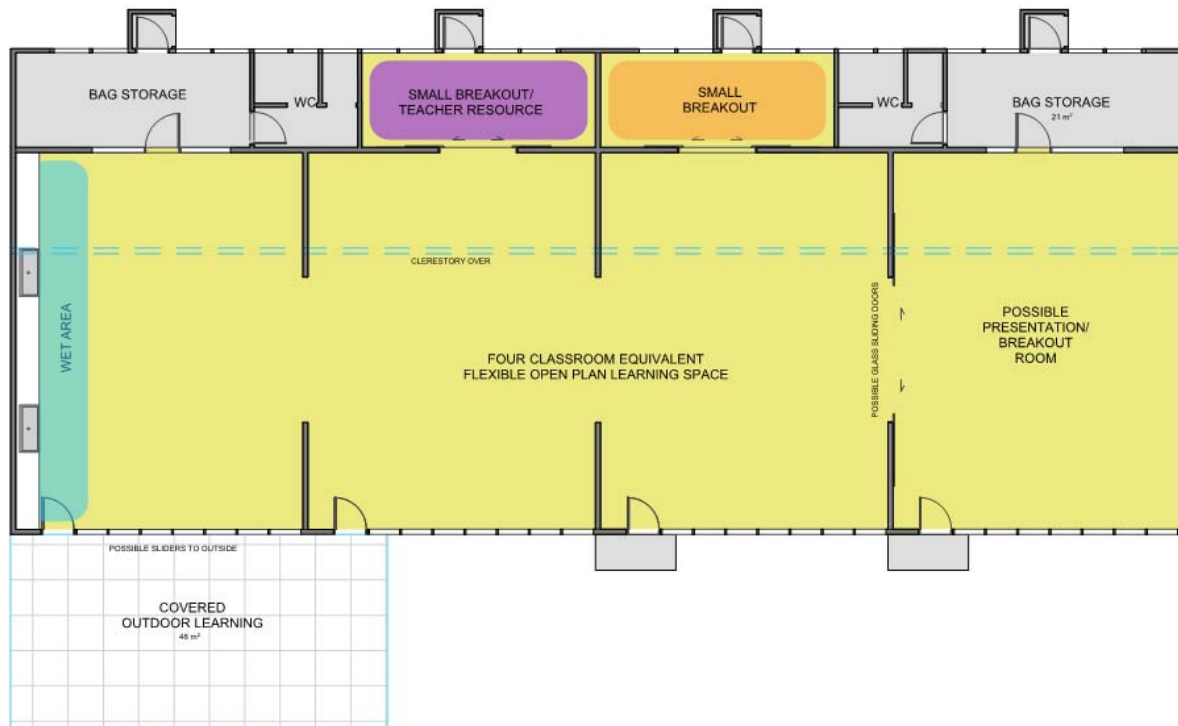 BAG STORAGE
WC
SMALL BREAKOUT/
TEACHER RESOURCE
SMALL
BREAKOUT
WC
BAG STORAGE
21 m²
CLERESTORY OVER
WET AREA
FOUR CLASSROOM EQUIVALENT
FLEXIBLE OPEN PLAN LEARNING SPACE
POSSIBLE GLASS SLIDING DOORS
POSSIBLE
PRESENTATION/
BREAKOUT
ROOM
POSSIBLE SLIDERS TO OUTSIDE
COVERED
OUTDOOR LEARNING
48 m²